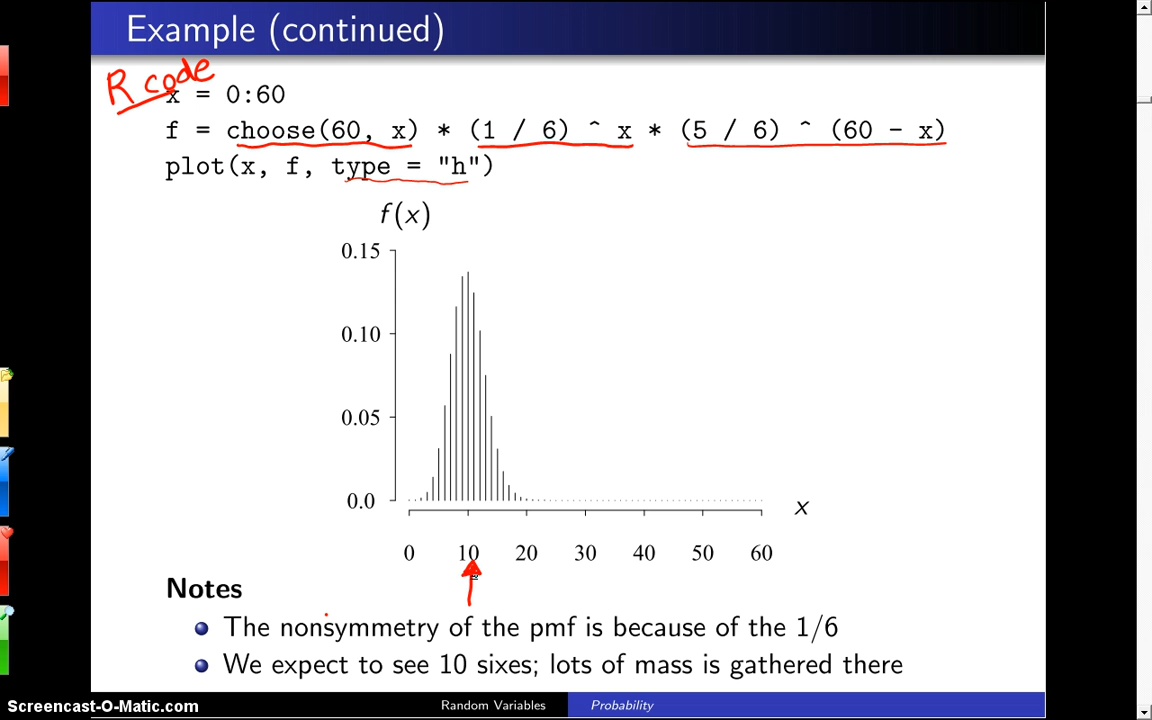 Example (continued)
R code
x = 0:60
f = choose(60, x) * (1 / 6) ^ x * (5 / 6) ^ (60 - x)
plot(x, f, type = "h")
f(x)
0.15
0.10
0.05
0.0
x
0 10 20 30 40 50 60
Notes
The nonsymmetry of the pmf is because of the 1/6
We expect to see 10 sixes; lots of mass is gathered there
Screencast-O-Matic.com
Random Variables Probability